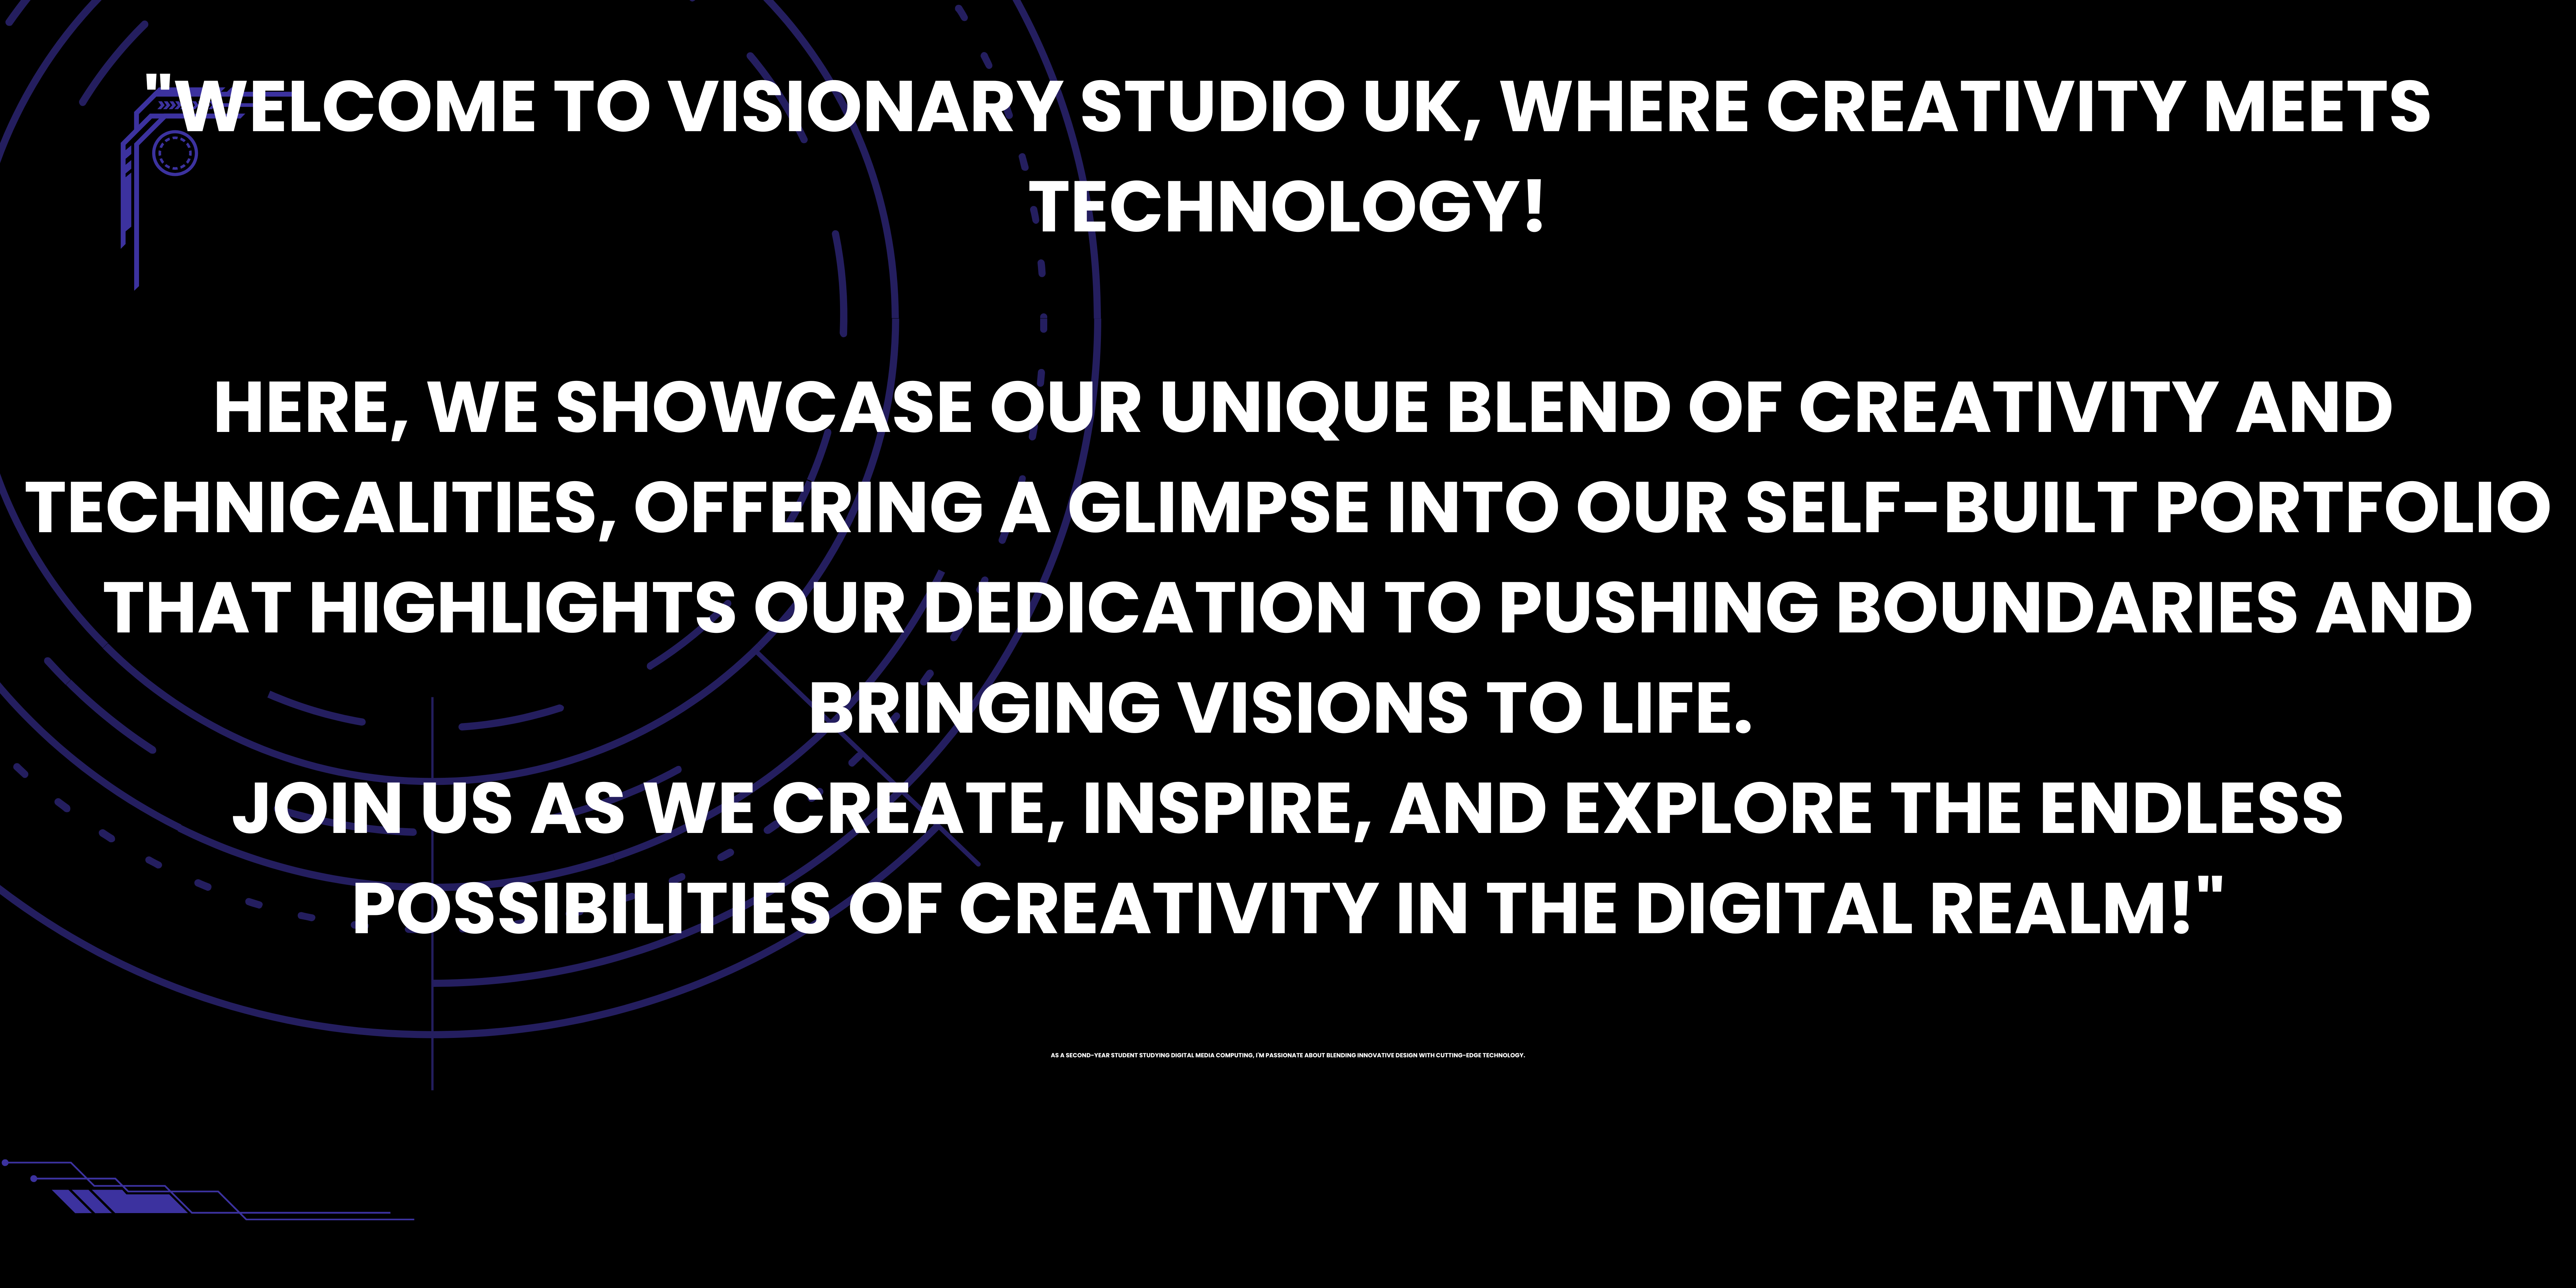 "WELCOME TO VISIONARY STUDIO UK, WHERE CREATIVITY MEETS
TECHNOLOGY!
HERE, WE SHOWCASE OUR UNIQUE BLEND OF CREATIVITY AND
TECHNICALITIES, OFFERING A GLIMPSE INTO OUR SELF-BUILT PORTFOLIO
THAT HIGHLIGHTS OUR DEDICATION TO PUSHING BOUNDARIES AND
BRINGING VISIONS TO LIFE.
JOIN US AS WE CREATE, INSPIRE, AND EXPLORE THE ENDLESS
POSSIBILITIES OF CREATIVITY IN THE DIGITAL REALM!"
AS A SECOND-YEAR STUDENT STUDYING DIGITAL MEDIA COMPUTING, I'M PASSIONATE ABOUT BLENDING INNOVATIVE DESIGN WITH CUTTING-EDGE TECHNOLOGY.